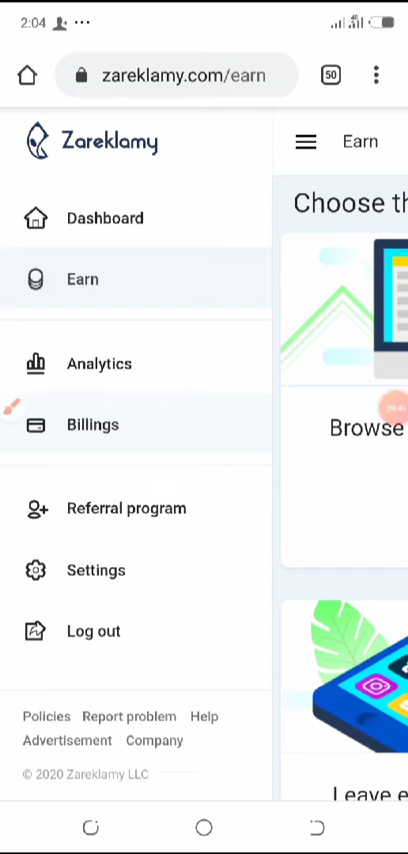 2:04
zareklamy.com/earn
50
Zareklamy
Earn
Choose th
Dashboard
Earn
Analytics
Billings
Browse
Referral program
Settings
Log out
Policies Report problem Help
Advertisement Company
© 2020 Zareklamy LLC
Leave e